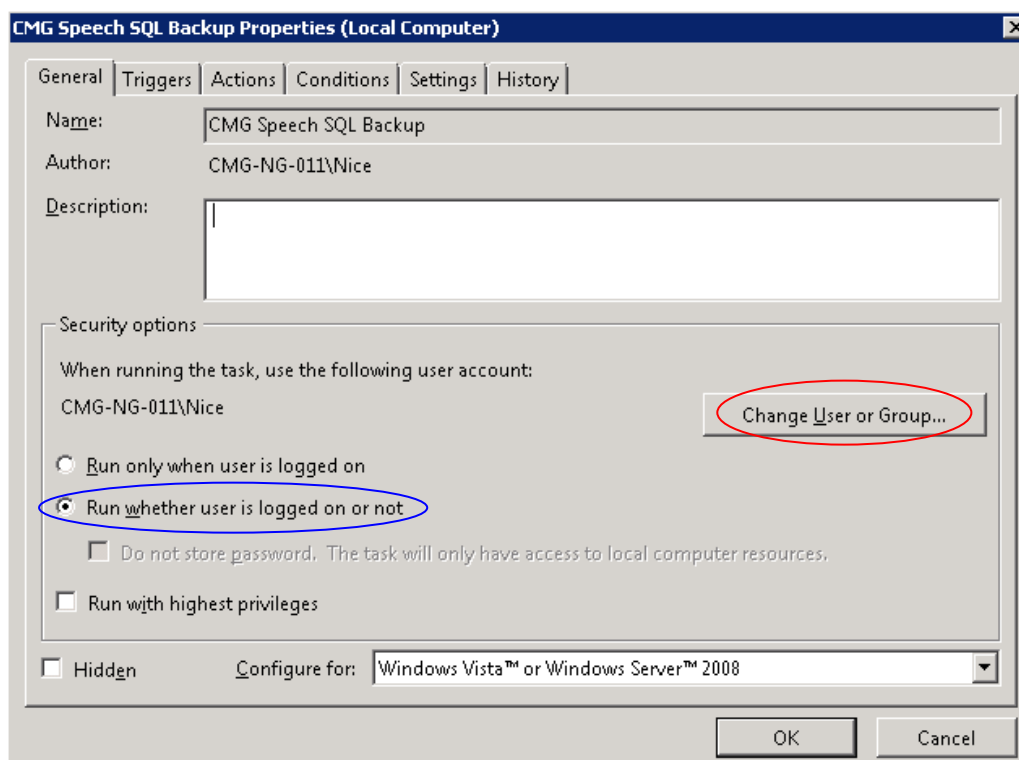 CMG Speech SQL Backup Properties (Local Computer)
General Triggers Actions Conditions Settings History
Name: CMG Speech SQL Backup
Author: CMG-NG-011\Nice
Description:
Security options
When running the task, use the following user account:
CMG-NG-011\Nice
Change User or Group...
Run only when user is logged on
Run whether user is logged on or not
Do not store password. The task will only have access to local computer resources.
Run with highest privileges
Hidden Configure for: Windows Vista™ or Windows Server™ 2008
OK Cancel